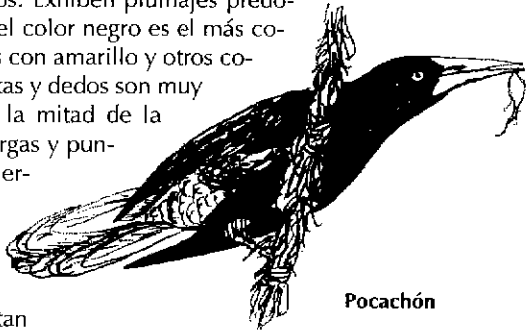 os. Exhiben plumajes predo-
el color negro es el más co-
s con amarillo y otros co-
tas y dedos son muy
la mitad de la
rgas y pun-
er-
Pocachón
tan